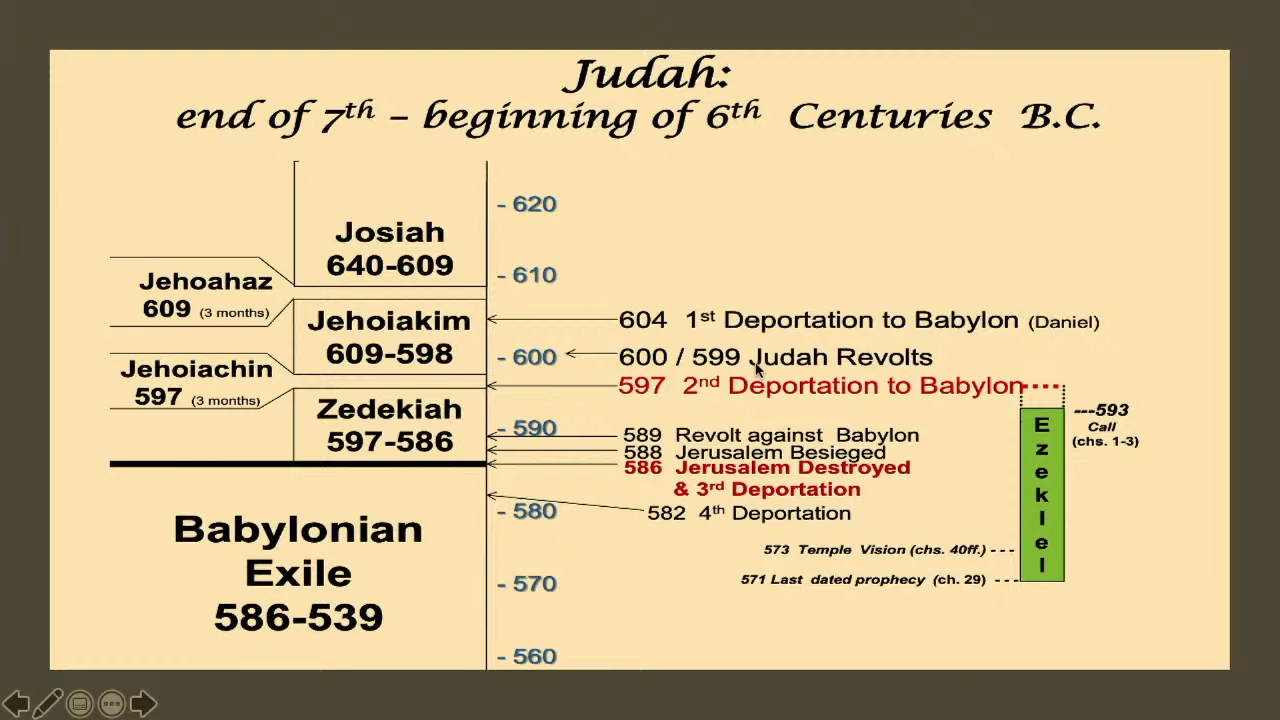 Judah:
end of 7th – beginning of 6th Centuries B.C.
Josiah
640-609
Jehoahaz
609 (3 months)
Jehoiakim
609-598
Jehoiachin
597 (3 months)
Zedekiah
597-586
Babylonian
Exile
586-539
- 620
- 610
- 600
- 590
- 580
- 570
- 560
604 1st Deportation to Babylon (Daniel)
600 / 599 Judah Revolts
597 2nd Deportation to Babylon
589 Revolt against Babylon
588 Jerusalem Besieged
586 Jerusalem Destroyed
& 3rd Deportation
582 4th Deportation
573 Temple Vision (chs. 40ff.) - - -
571 Last dated prophecy (ch. 29) - - -
E
z
e
k
I
e
l
---593
Call
(chs. 1-3)